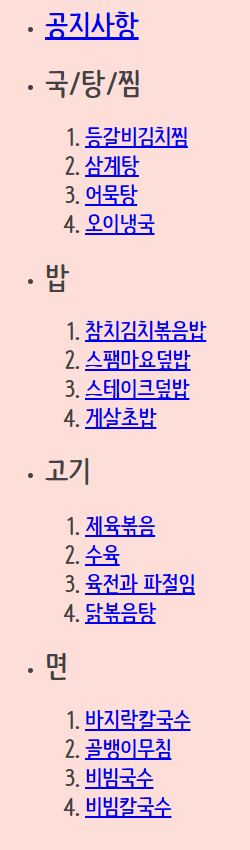 • 공지사항
• 국/탕/찜
1. 등갈비김치찜
2. 삼계탕
3. 어묵탕
4. 오이냉국
• 밥
1. 참치김치볶음밥
2. 스팸마요덮밥
3. 스테이크덮밥
4. 게살초밥
• 고기
1. 제육볶음
2. 수육
3. 육전과 파절임
4. 닭볶음탕
• 면
1. 바지락칼국수
2. 골뱅이무침
3. 비빔국수
4. 비빔칼국수